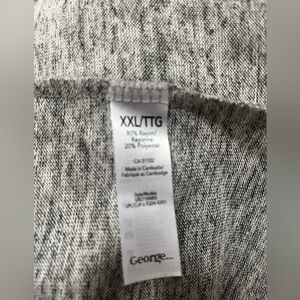 XXL/TTG
80% Rayon/
Rayonne
20% Polyester
CA 51122
Made in Cambodia/
Fabriqué au Cambodge
George